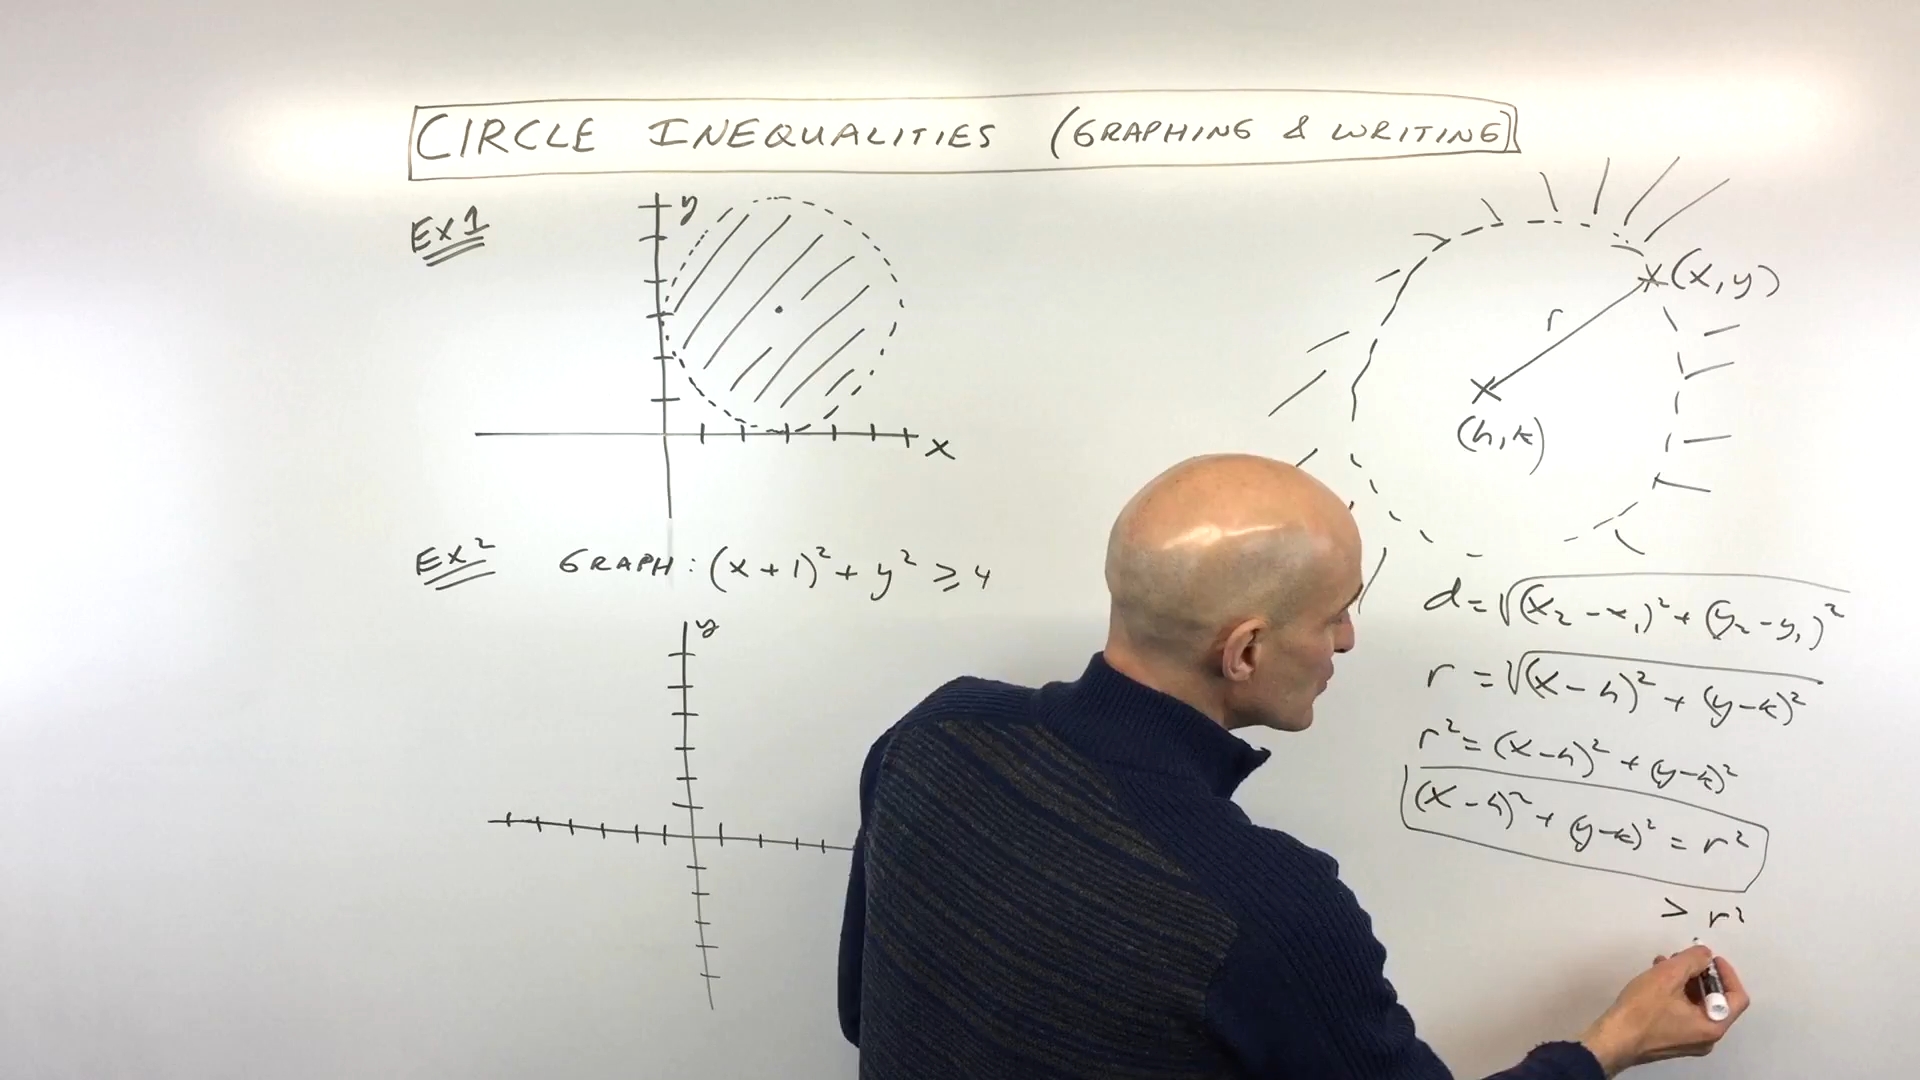 CIRCLE INEQUALITIES (GRAPHING & WRITING)
Ex 1
y
x
(x, y)
r
(h, k)
Ex 2 GRAPH: (x + 1)² + y² ≥ 4
y
d = √(x₂ - x₁)² + (y₂ - y₁)²
r = √(x - h)² + (y - k)²
r² = (x - h)² + (y - k)²
(x - h)² + (y - k)² = r²
> r²